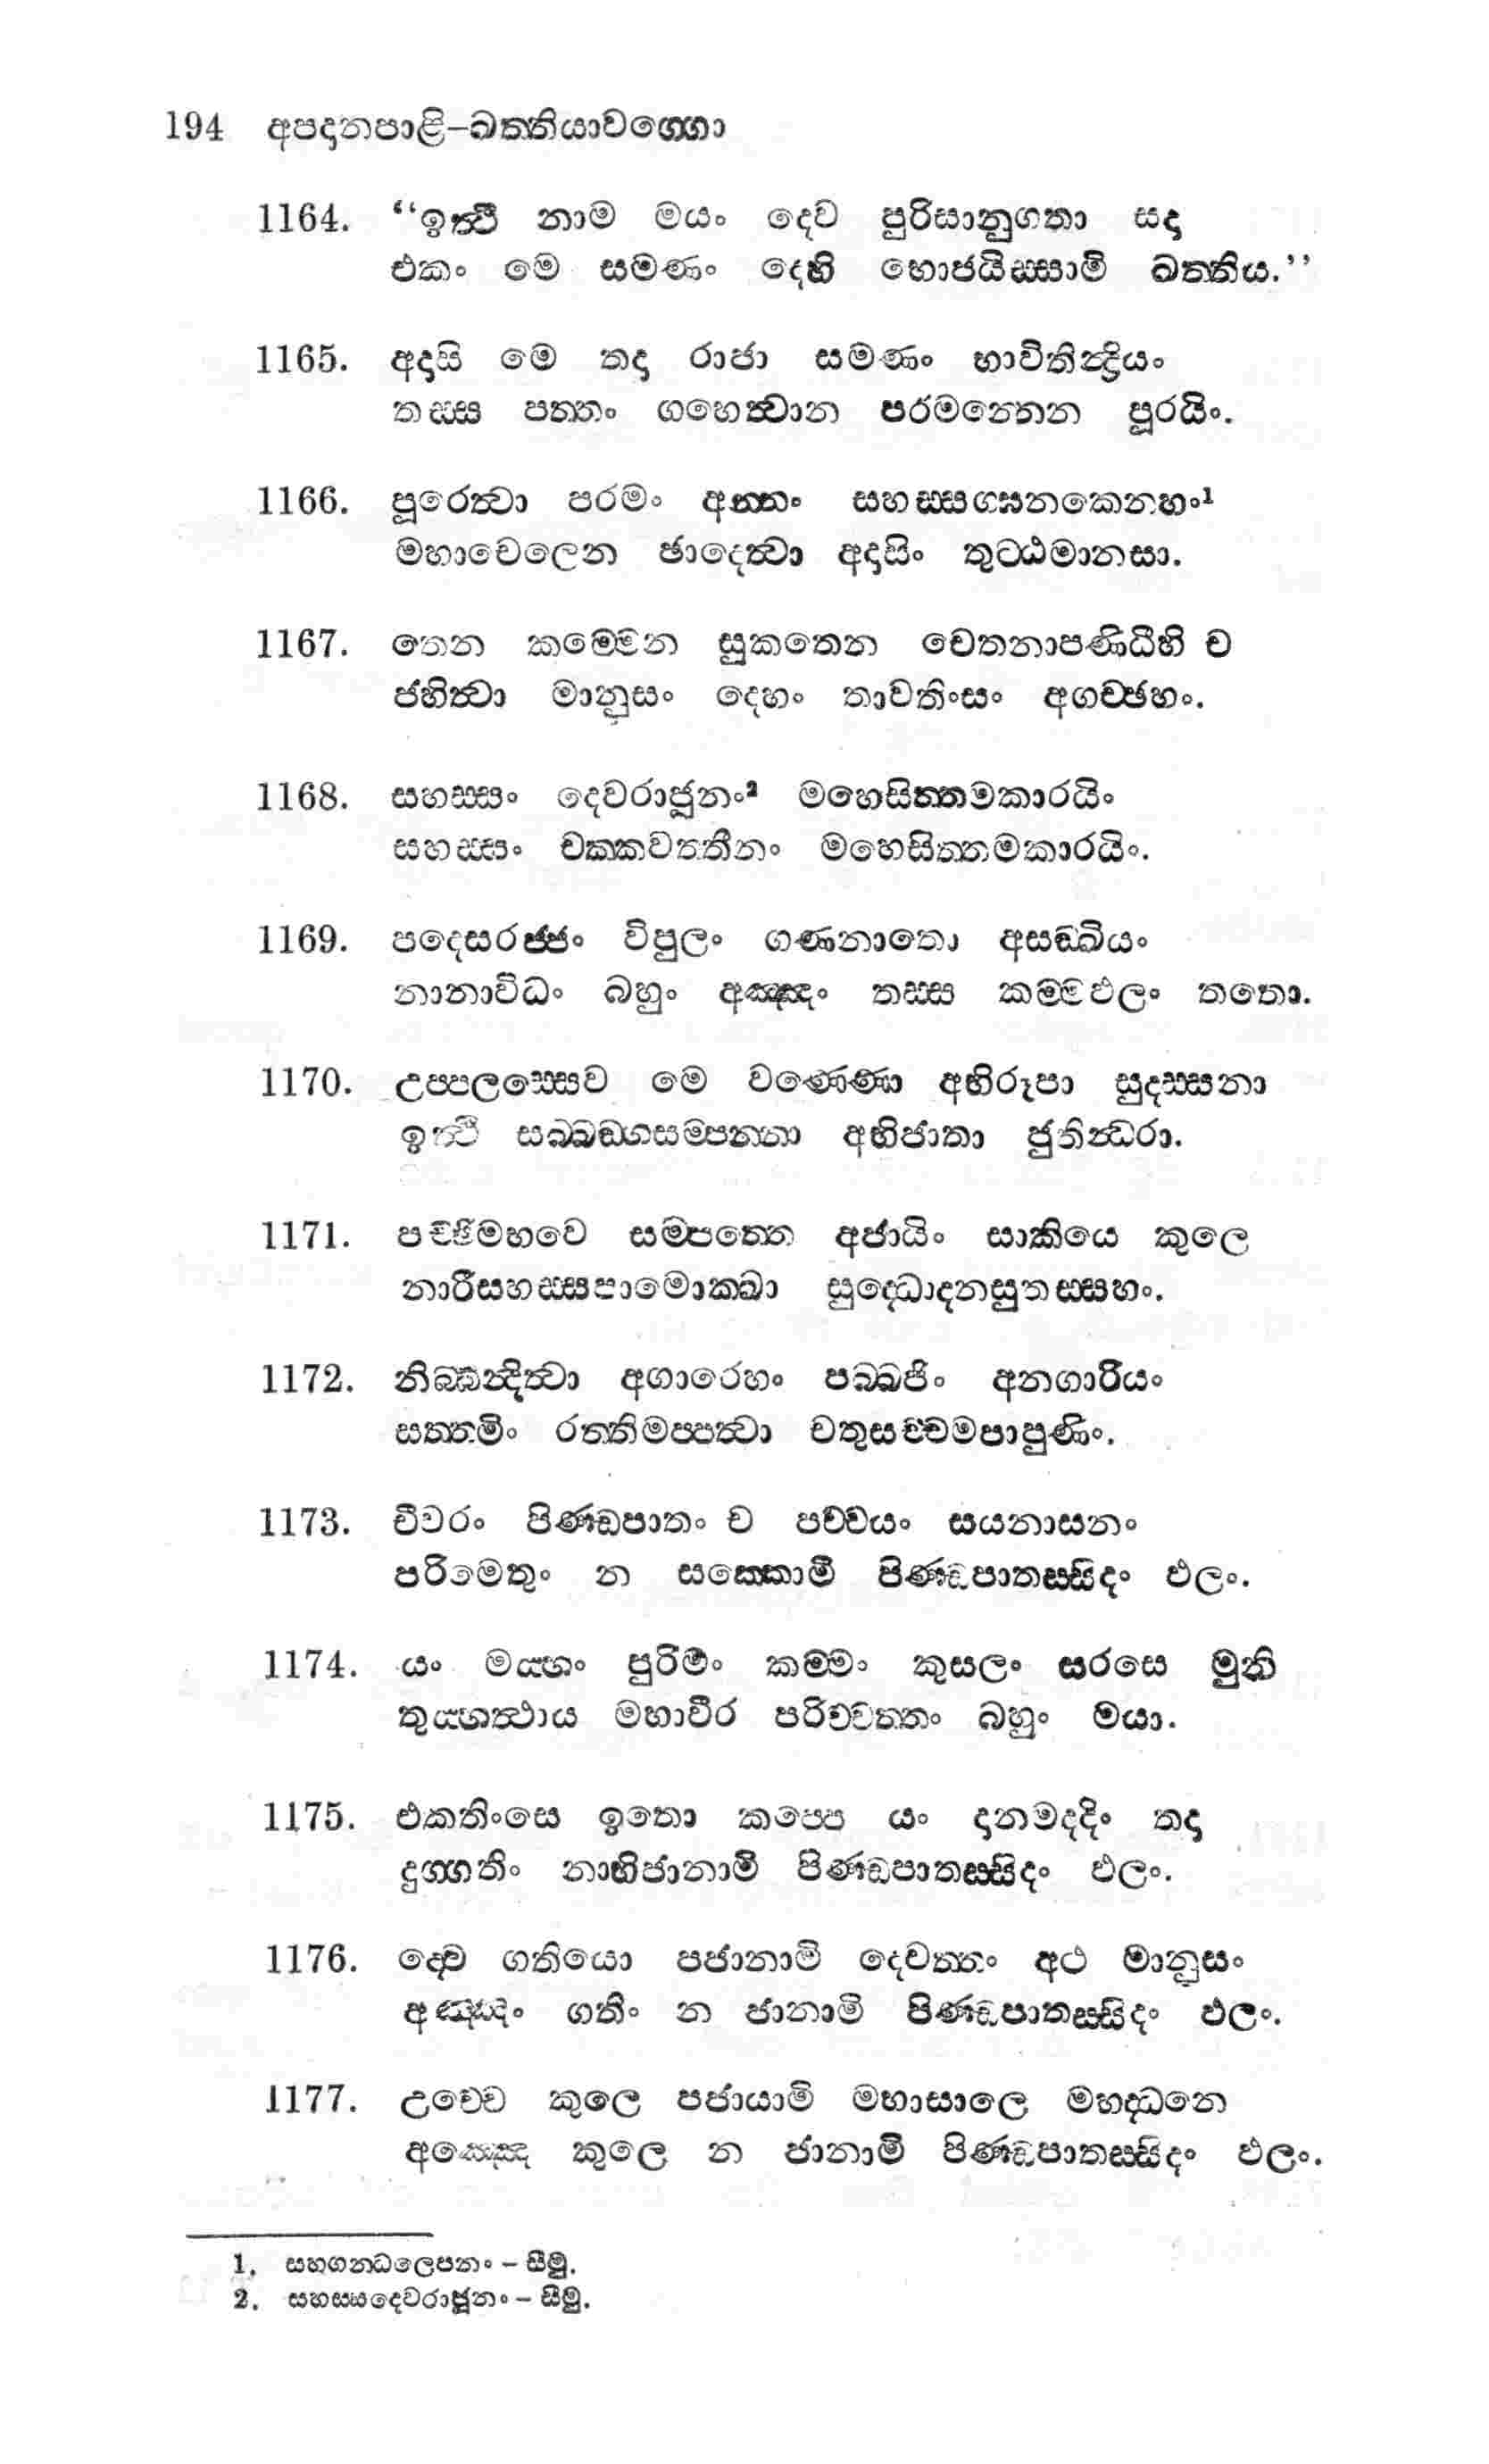 194 අපදානපාළි–ඛත්තියාවග්ගො
1164. “ඉත්ථී නාම මයං දෙව පුරිසානුගතා සදා
එකං මෙ සමණං දෙහි භොජයිස්සාමි ඛත්තිය.”
1165. අදාසි මෙ තදා රාජා සමණං භාවිතින්ද්‍රියං
තස්ස පත්තං ගහෙත්වාන පරමන්නෙන පූරයිං.
1166. පූරෙත්වා පරමං අන්නං සහස්සග්ඝනකෙනහං¹
මහාචෙලෙන ඡාදෙත්වා අදාසිං තුට්ඨමානසා.
1167. තෙන කම්මෙන සුකතෙන චෙතනාපණිධීහි ච
ජහිත්වා මානුසං දෙහං තාවතිංසං අගච්ඡහං.
1168. සහස්සං දෙවරාජූනං² මහෙසිත්තමකාරයිං
සහස්සං චක්කවත්තීනං මහෙසිත්තමකාරයිං.
1169. පදෙසරජ්ජං විපුලං ගණනාතො අසඞ්ඛියං
නානාවිධං බහුං අඤ්ඤං තස්ස කම්මඵලං තතො.
1170. උප්පලස්සෙව මෙ වණ්ණො අභිරූපා සුදස්සනා
ඉත්ථී සබ්බඞ්ගසම්පන්නා අභිජාතා ජුතින්ධරා.
1171. පච්ඡිමභවෙ සම්පත්තෙ අජායිං සාකියෙ කුලෙ
නාරීසහස්සපාමොක්ඛා සුද්ධොදනසුතස්සහං.
1172. නිබ්බින්දිත්වා අගාරෙහං පබ්බජිං අනගාරියං
සත්තමිං රත්තිමප්පත්වා චතුසච්චමපාපුණිං.
1173. චීවරං පිණ්ඩපාතං ච පච්චයං සයනාසනං
පරිමෙතුං න සක්කොමි පිණ්ඩපාතස්සිදං ඵලං.
1174. යං මය්හං පුරිමං කම්මං කුසලං සරසෙ මුනි
තුය්හත්ථාය මහාවීර පරිච්චත්තං බහුං මයා.
1175. එකතිංසෙ ඉතො කප්පෙ යං දානමදදිං තදා
දුග්ගතිං නාභිජානාමි පිණ්ඩපාතස්සිදං ඵලං.
1176. ද්වෙ ගතියො පජානාමි දෙවත්තං අථ මානුසං
අඤ්ඤං ගතිං න ජානාමි පිණ්ඩපාතස්සිදං ඵලං.
1177. උච්චෙ කුලෙ පජායාමි මහාසාලෙ මහද්ධනෙ
අඤ්ඤෙ කුලෙ න ජානාමි පිණ්ඩපාතස්සිදං ඵලං.
1. සහගන්ධලෙපනං – සීමු.
2. සහස්සදෙවරාජූනං – සීමු.